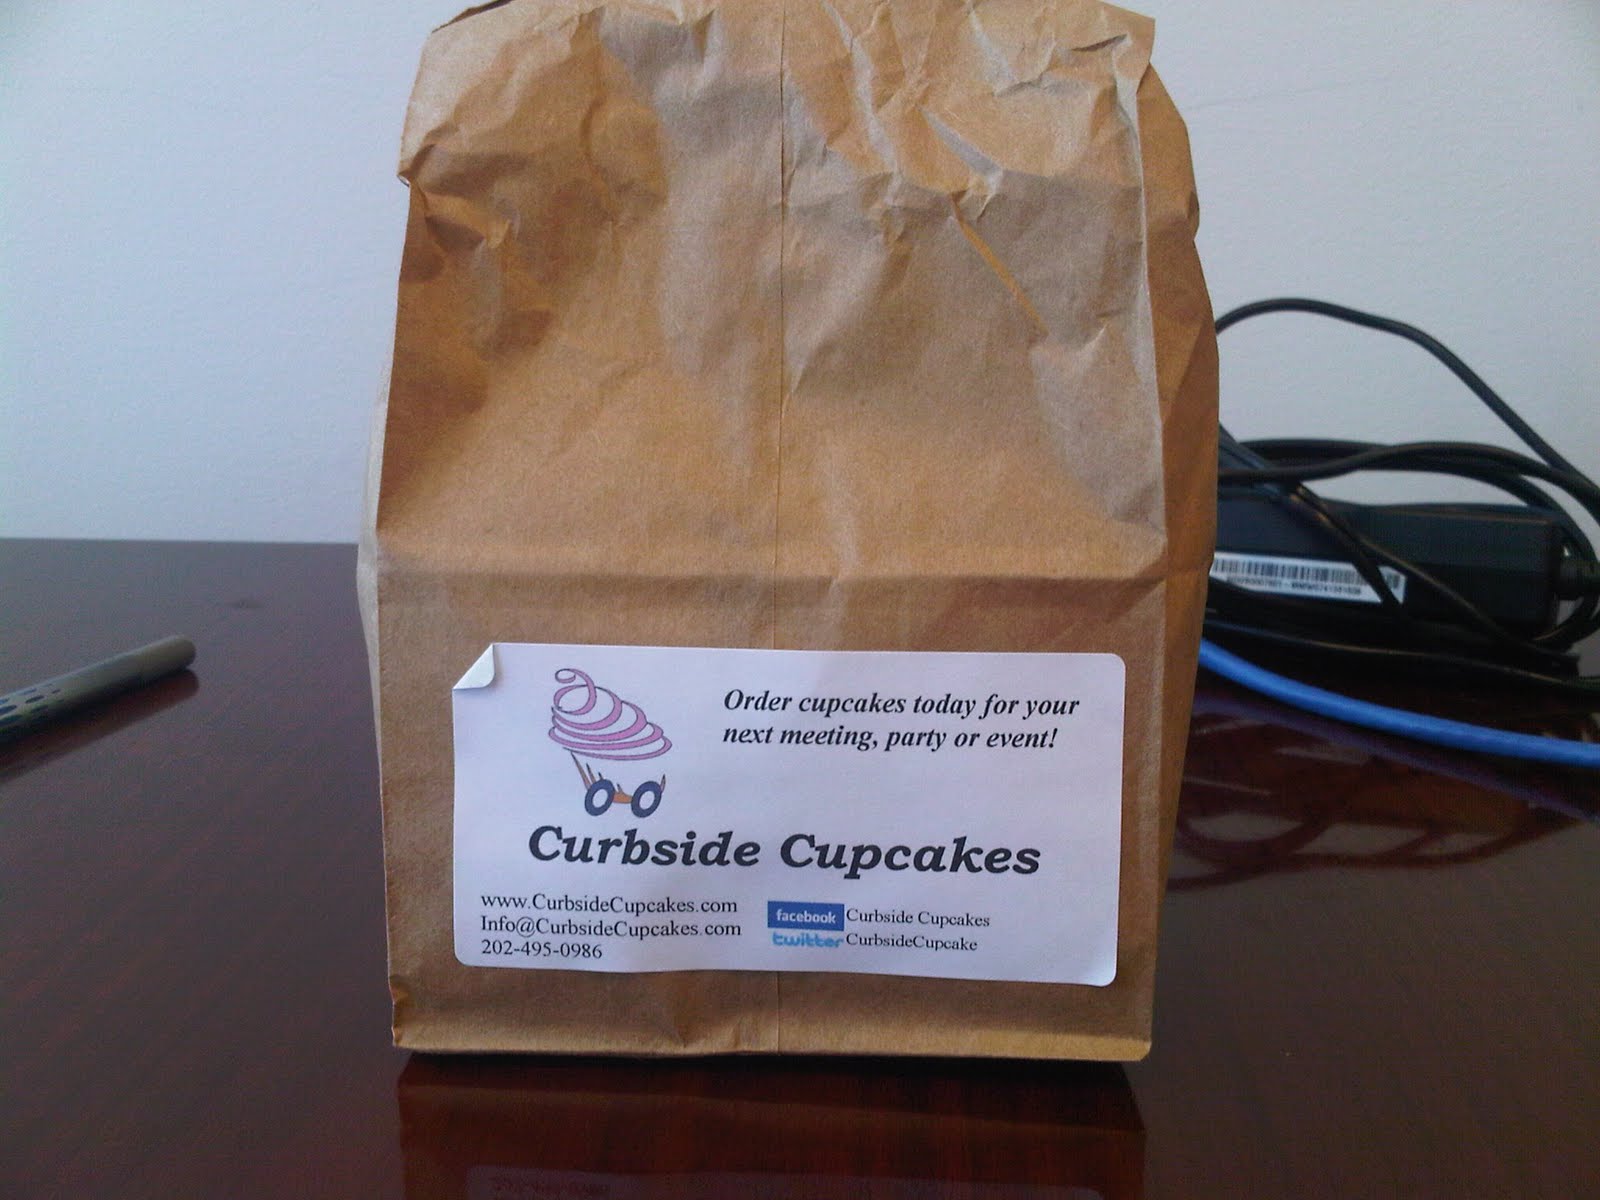 Order cupcakes today for your
next meeting, party or event!
Curbside Cupcakes
www.CurbsideCupcakes.com
Info@CurbsideCupcakes.com
202-495-0986
facebook Curbside Cupcakes
twitter CurbsideCupcake